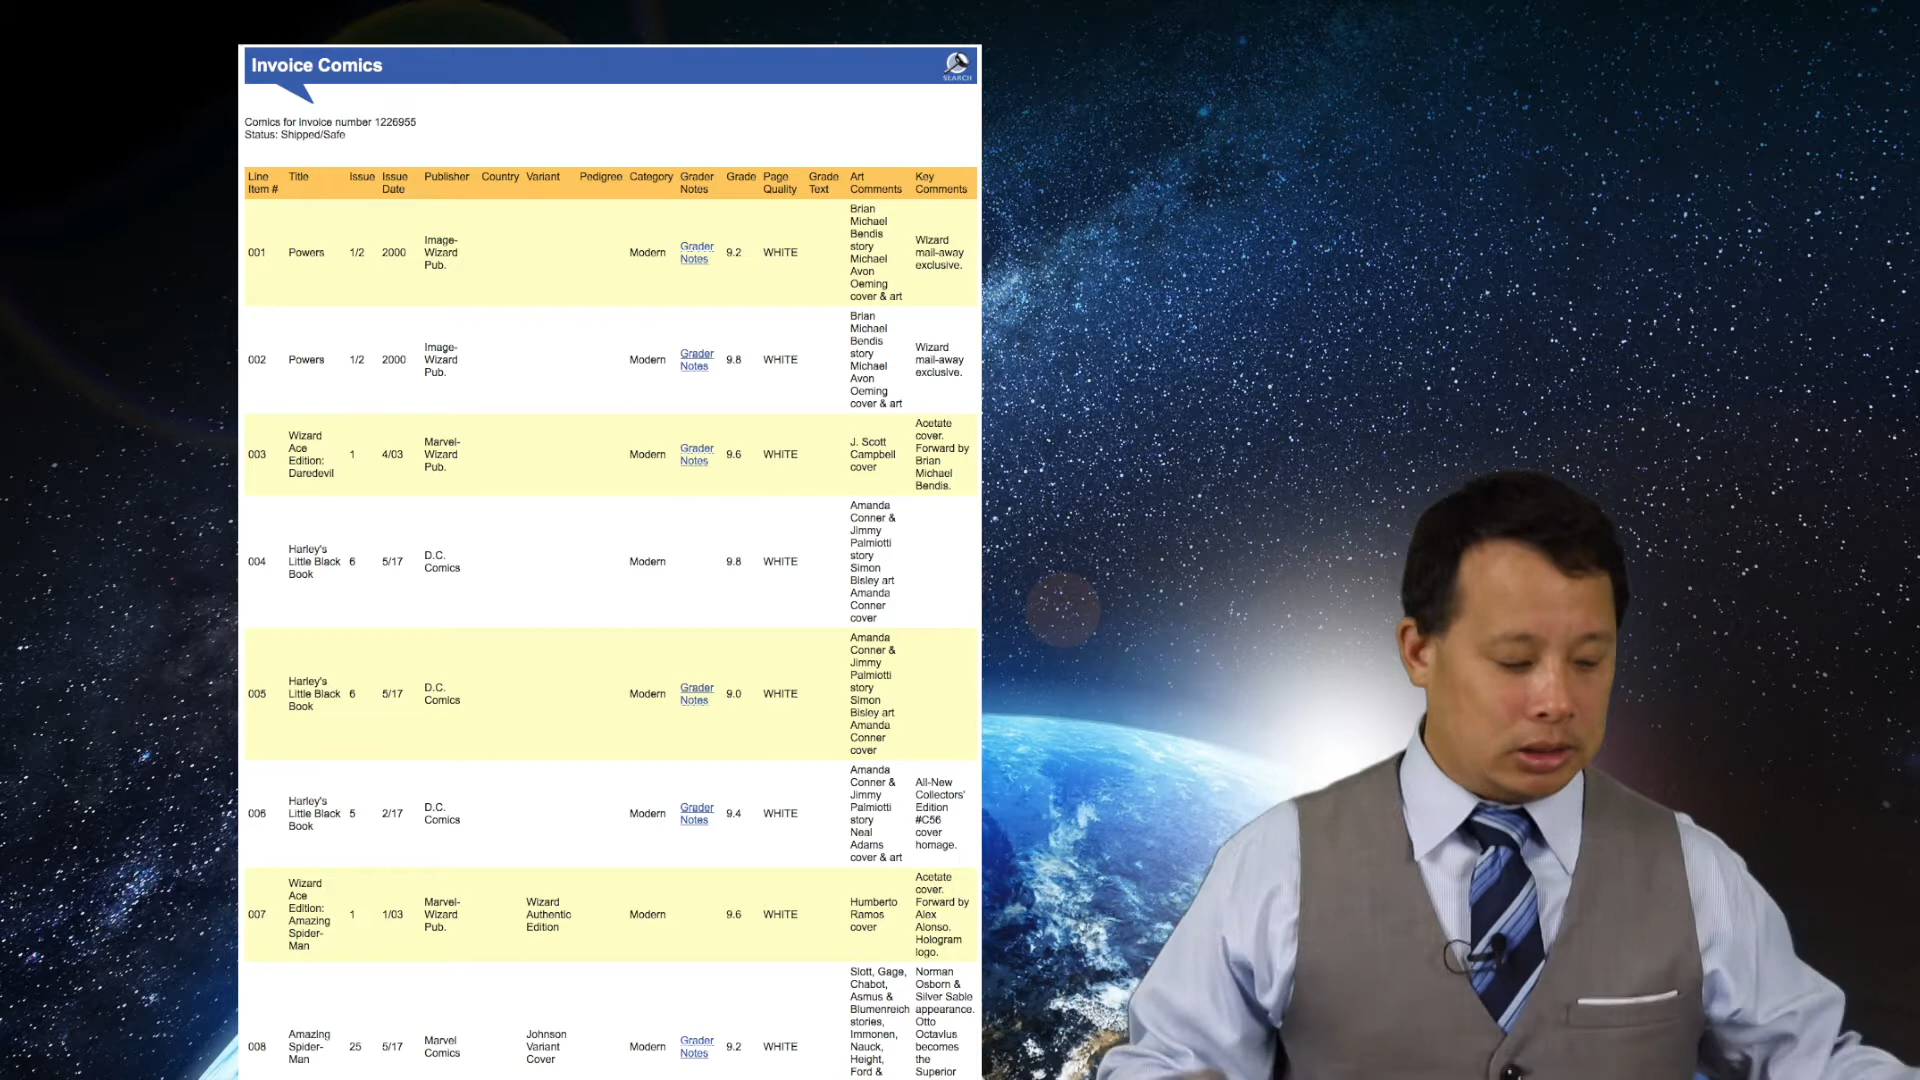 Invoice Comics
SEARCH
Comics for invoice number 1226955
Status: Shipped/Safe
Line Item # Title Issue Issue Date Publisher Country Variant Pedigree Category Grader Notes Grade Page Quality Grade Text Art Comments Key Comments
001 Powers 1/2 2000 Image-Wizard Pub. Modern Grader Notes 9.2 WHITE Brian Michael Bendis story Michael Avon Oeming cover & art Wizard mail-away exclusive.
002 Powers 1/2 2000 Image-Wizard Pub. Modern Grader Notes 9.8 WHITE Brian Michael Bendis story Michael Avon Oeming cover & art Wizard mail-away exclusive.
003 Wizard Ace Edition: Daredevil 1 4/03 Marvel-Wizard Pub. Modern Grader Notes 9.6 WHITE J. Scott Campbell cover Acetate cover. Forward by Brian Michael Bendis.
004 Harley's Little Black Book 6 5/17 D.C. Comics Modern 9.8 WHITE Amanda Conner & Jimmy Palmiotti story Simon Bisley art Amanda Conner cover
005 Harley's Little Black Book 6 5/17 D.C. Comics Modern Grader Notes 9.0 WHITE Amanda Conner & Jimmy Palmiotti story Simon Bisley art Amanda Conner cover
006 Harley's Little Black Book 5 2/17 D.C. Comics Modern Grader Notes 9.4 WHITE Amanda Conner & Jimmy Palmiotti story Neal Adams cover & art All-New Collectors' Edition #C56 cover homage.
007 Wizard Ace Edition: Amazing Spider-Man 1 1/03 Marvel-Wizard Pub. Wizard Authentic Edition Modern 9.6 WHITE Humberto Ramos cover Acetate cover. Forward by Alex Alonso. Hologram logo.
008 Amazing Spider-Man 25 5/17 Marvel Comics Johnson Variant Cover Modern Grader Notes 9.2 WHITE Slott, Gage, Chabot, Asmus & Blumenreich stories, Immonen, Nauck, Height, Ford & Norman Osborn & Silver Sable appearance. Otto Octavius becomes the Superior